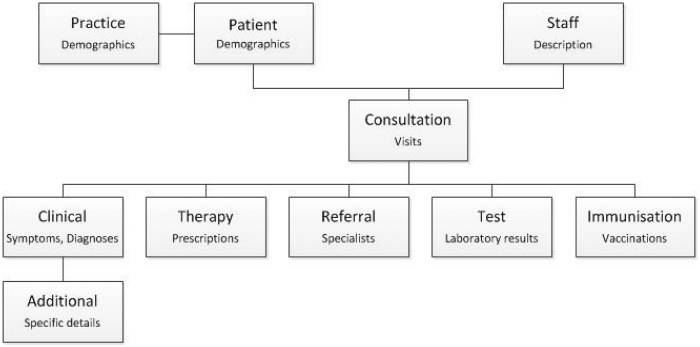 Practice
Demographics
Patient
Demographics
Staff
Description
Consultation
Visits
Clinical
Symptoms, Diagnoses
Therapy
Prescriptions
Referral
Specialists
Test
Laboratory results
Immunisation
Vaccinations
Additional
Specific details